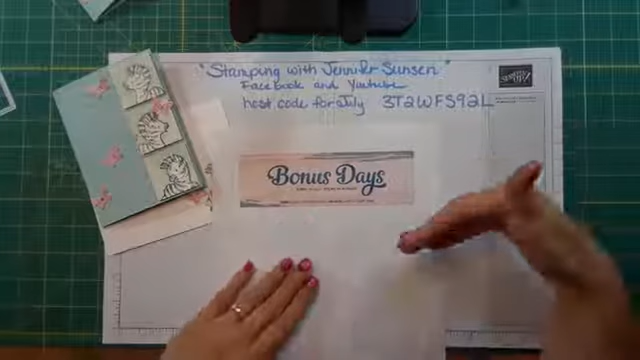 "Stamping with Jennifer Sunsen"
Facebook and Youtube
host code for July 3T2WFS92L
Bonus Days